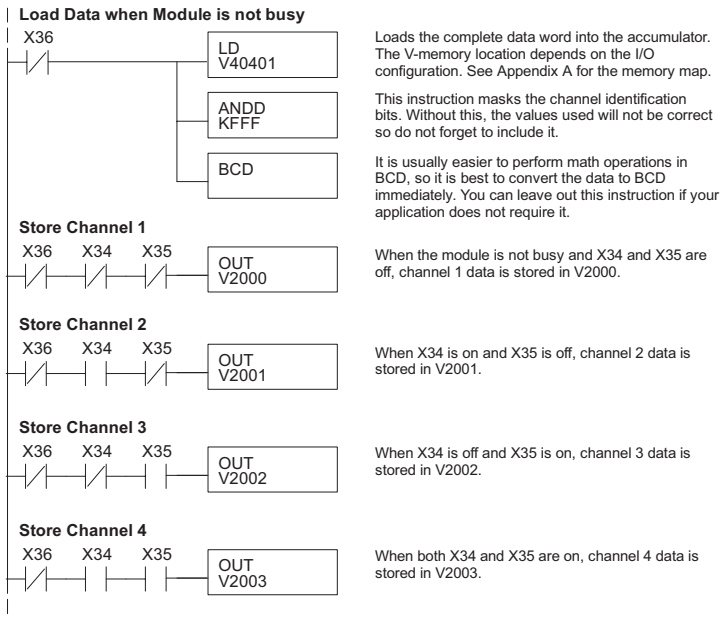 Load Data when Module is not busy
X36
LD
V40401
Loads the complete data word into the accumulator.
The V-memory location depends on the I/O
configuration. See Appendix A for the memory map.
ANDD
KFFF
This instruction masks the channel identification
bits. Without this, the values used will not be correct
so do not forget to include it.
BCD
It is usually easier to perform math operations in
BCD, so it is best to convert the data to BCD
immediately. You can leave out this instruction if your
application does not require it.
Store Channel 1
X36 X34 X35
OUT
V2000
When the module is not busy and X34 and X35 are
off, channel 1 data is stored in V2000.
Store Channel 2
X36 X34 X35
OUT
V2001
When X34 is on and X35 is off, channel 2 data is
stored in V2001.
Store Channel 3
X36 X34 X35
OUT
V2002
When X34 is off and X35 is on, channel 3 data is
stored in V2002.
Store Channel 4
X36 X34 X35
OUT
V2003
When both X34 and X35 are on, channel 4 data is
stored in V2003.